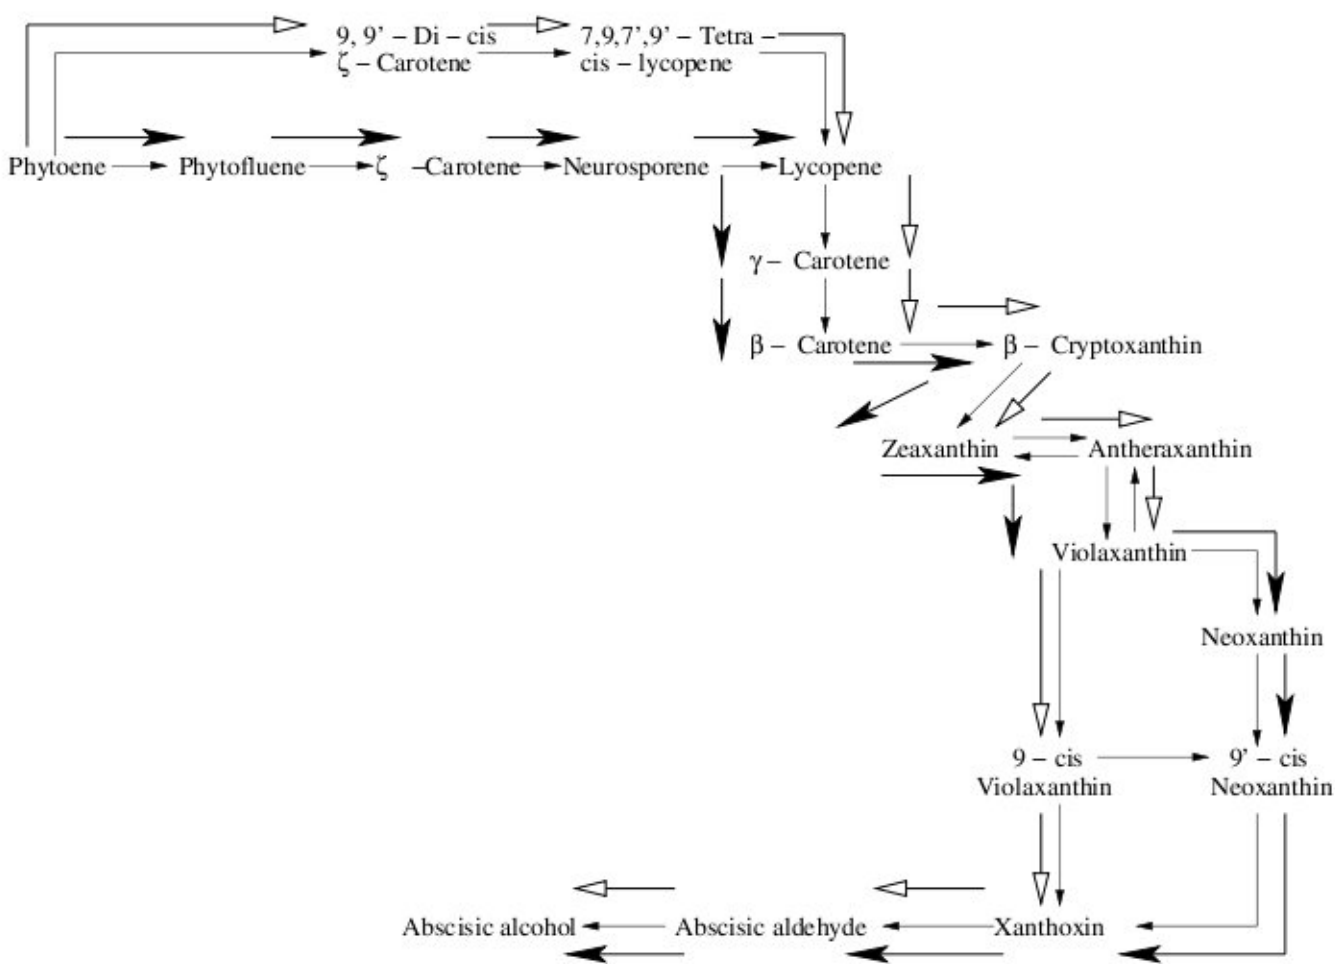 9, 9’ – Di – cis
ζ – Carotene
7,9,7’,9’ – Tetra –
cis – lycopene
Phytoene
Phytofluene
ζ –Carotene
Neurosporene
Lycopene
γ – Carotene
β – Carotene
β – Cryptoxanthin
Zeaxanthin
Antheraxanthin
Violaxanthin
Neoxanthin
9 – cis
Violaxanthin
9’ – cis
Neoxanthin
Abscisic alcohol
Abscisic aldehyde
Xanthoxin